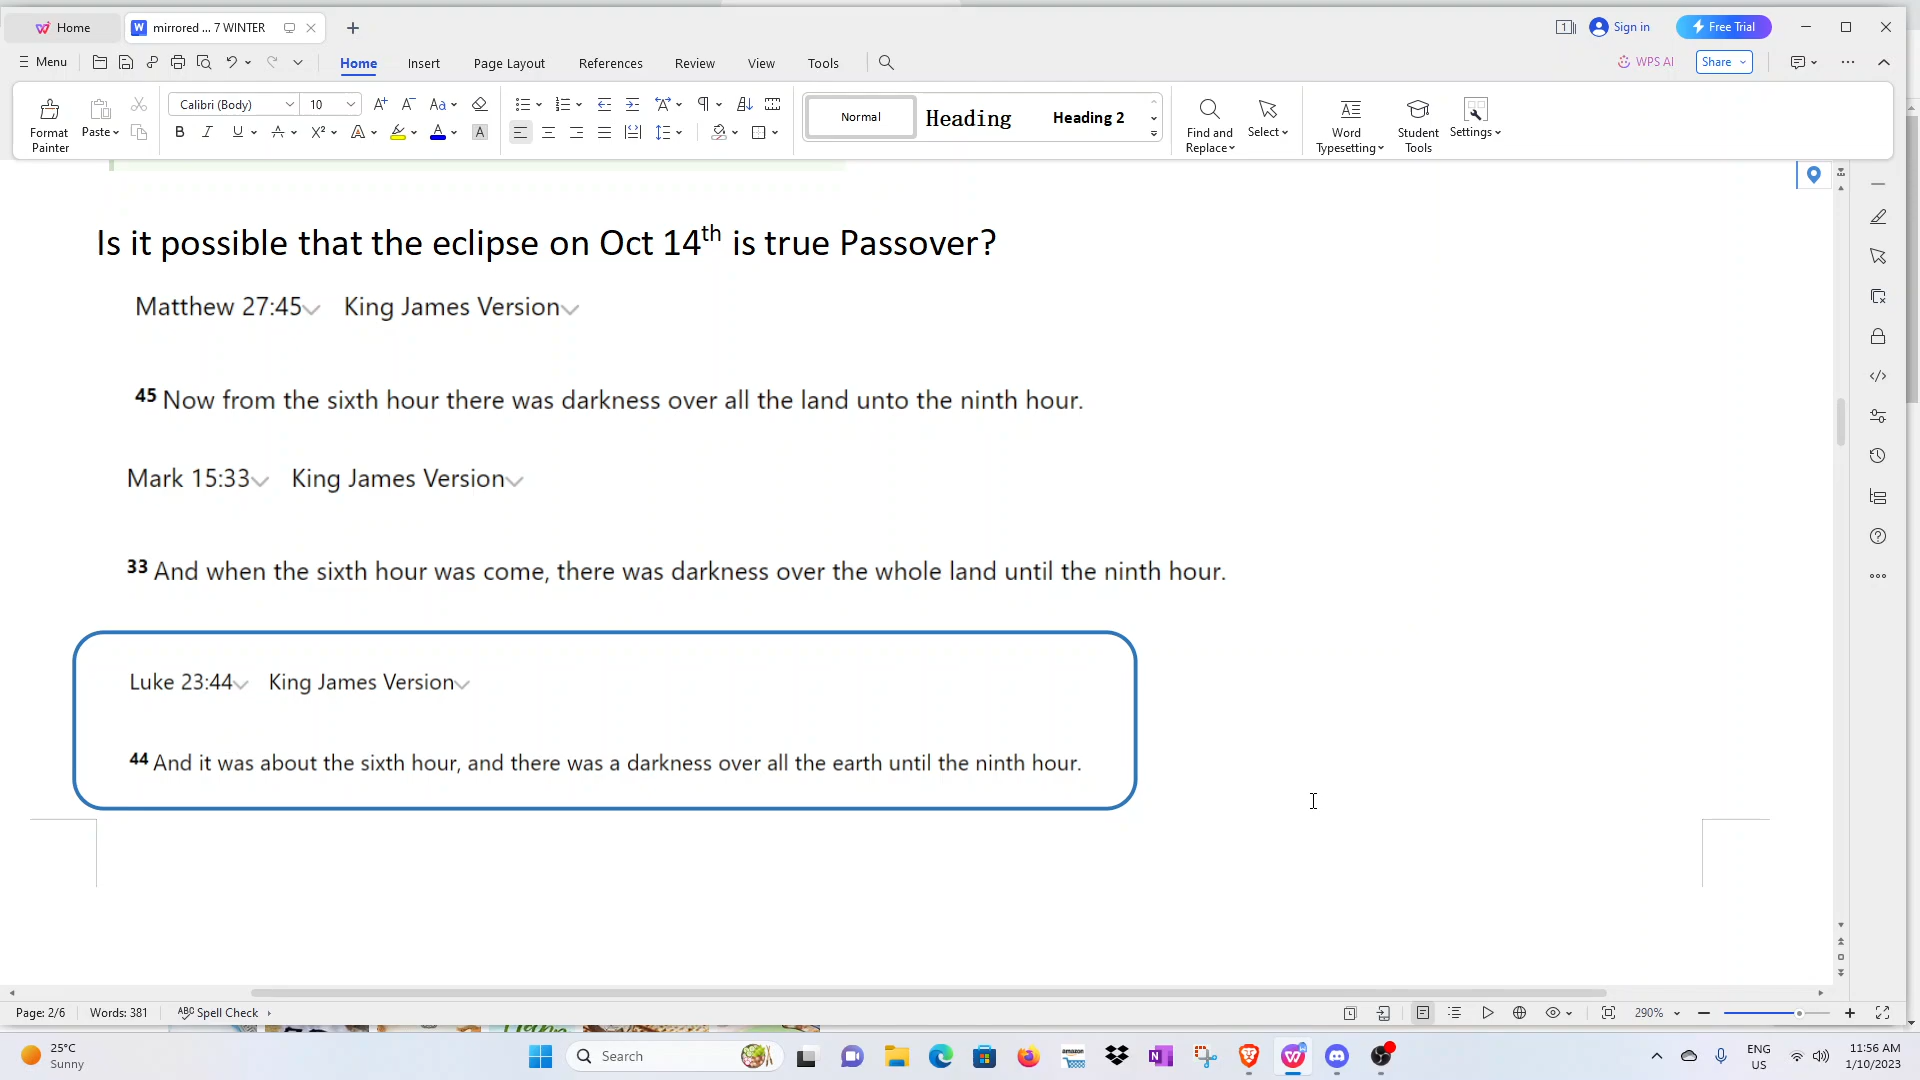 Home
mirrored ... 7 WINTER
Sign in
Free Trial
Menu
Home Insert Page Layout References Review View Tools
WPS AI
Share
Format Painter
Paste
Calibri (Body) 10
Normal
Heading
Heading 2
Find and Replace
Select
Word Typesetting
Student Tools
Settings
Is it possible that the eclipse on Oct 14th is true Passover?
Matthew 27:45 King James Version
45 Now from the sixth hour there was darkness over all the land unto the ninth hour.
Mark 15:33 King James Version
33 And when the sixth hour was come, there was darkness over the whole land until the ninth hour.
Luke 23:44 King James Version
44 And it was about the sixth hour, and there was a darkness over all the earth until the ninth hour.
Page: 2/6 Words: 381 Spell Check
290%
25°C
Sunny
Search
amazon
ENG
US
11:56 AM
1/10/2023